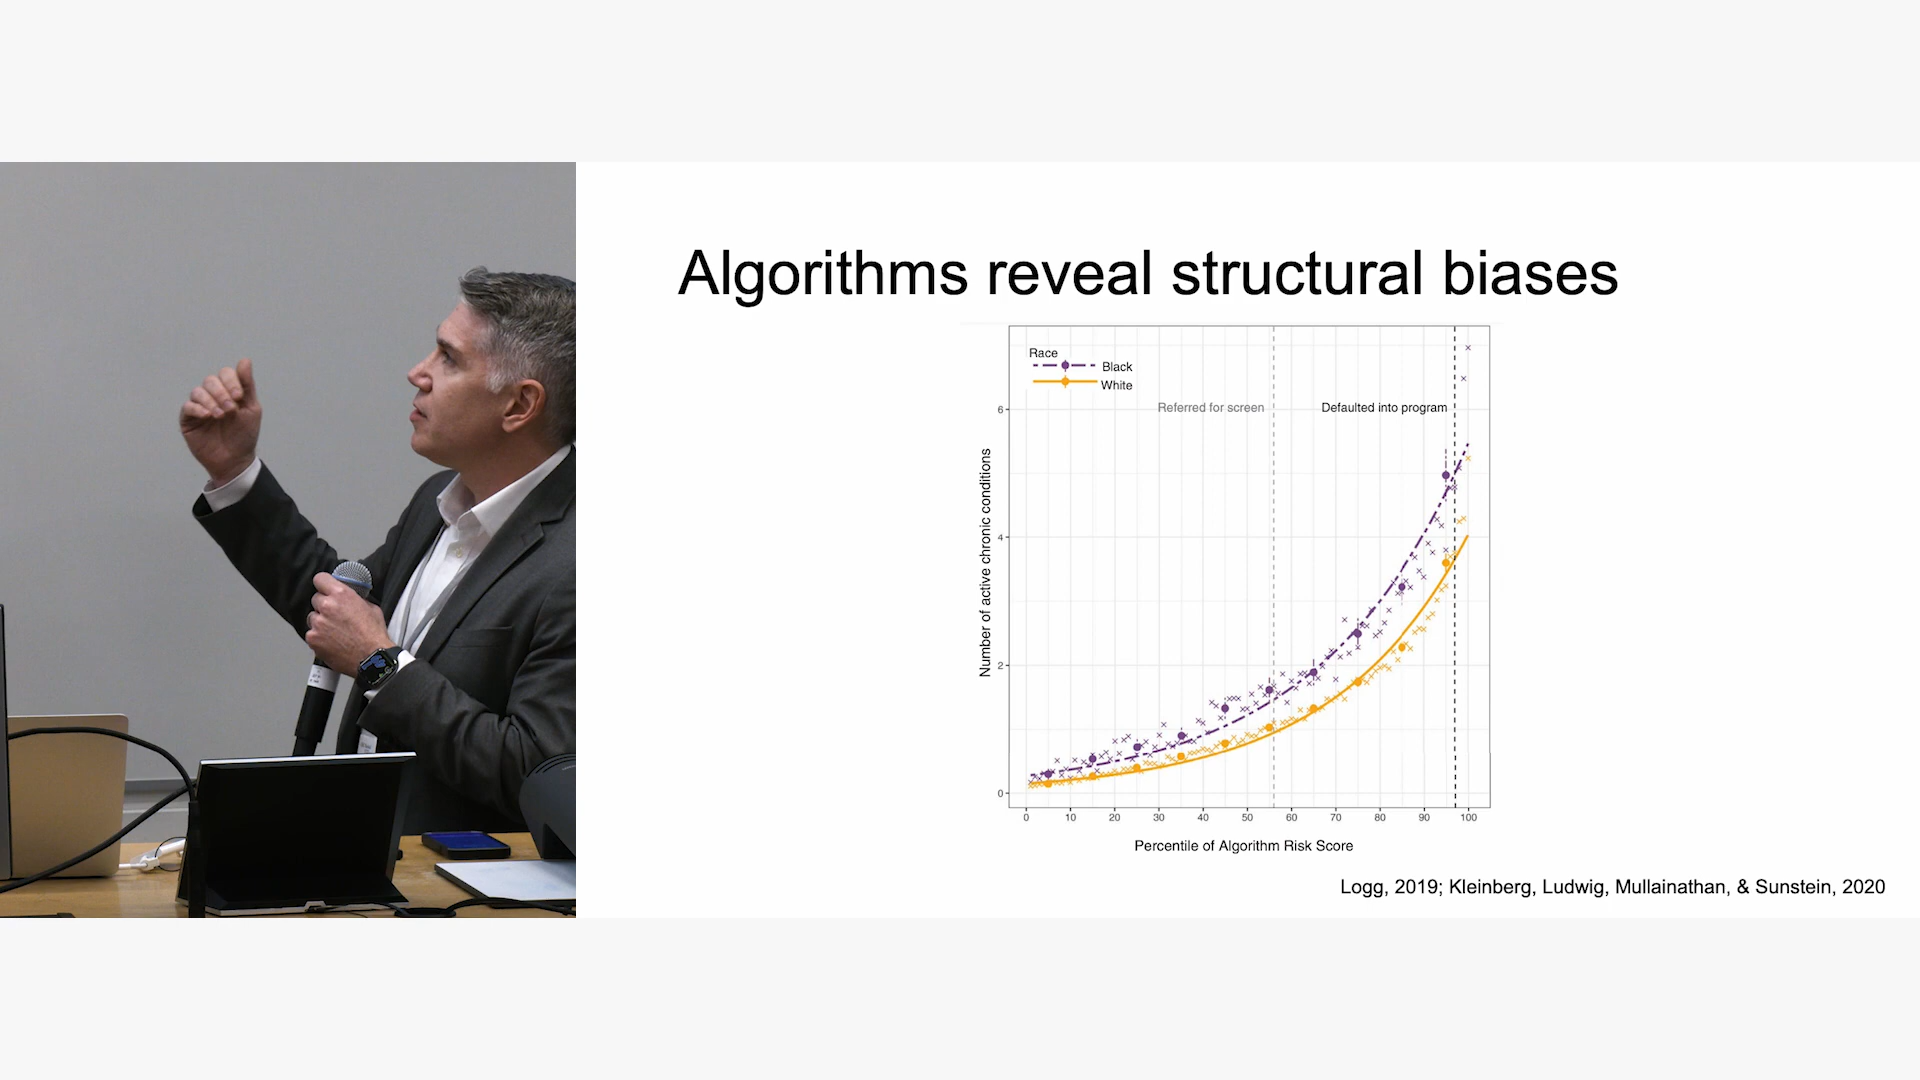 Algorithms reveal structural biases
Race
Black
White
Referred for screen
Defaulted into program
Number of active chronic conditions
6
4
2
0
0 10 20 30 40 50 60 70 80 90 100
Percentile of Algorithm Risk Score
Logg, 2019; Kleinberg, Ludwig, Mullainathan, & Sunstein, 2020